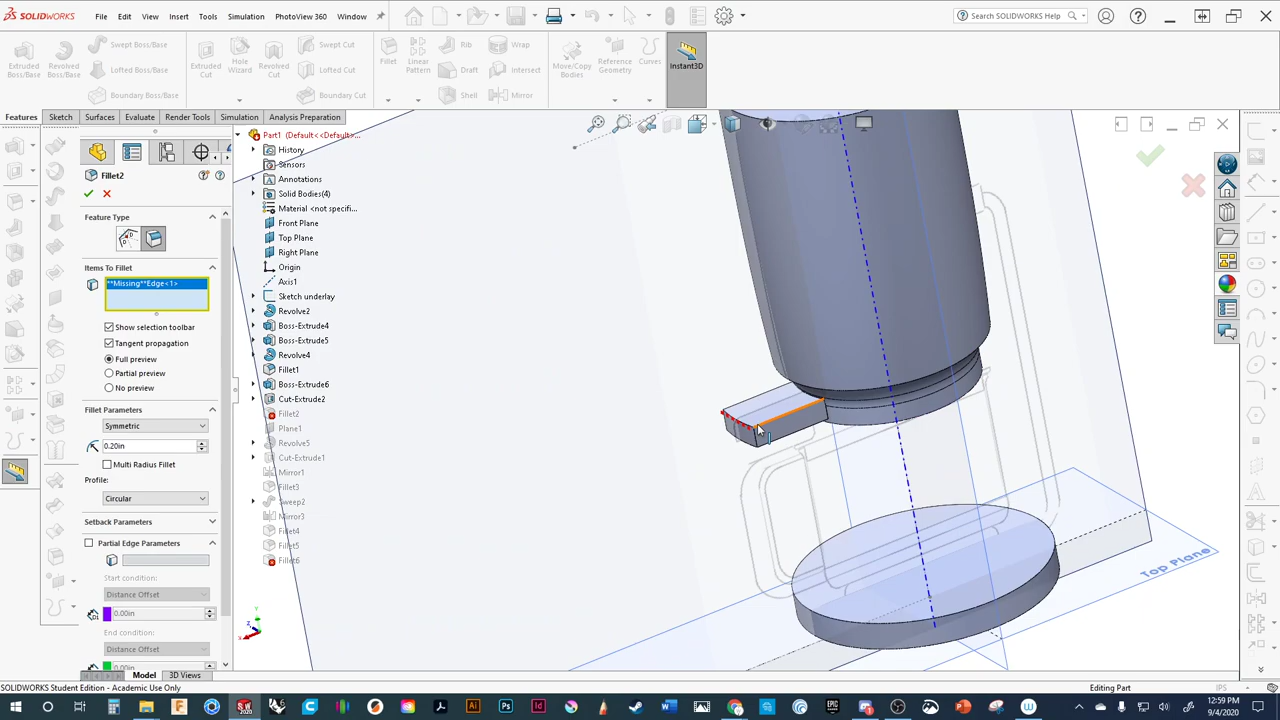 SOLIDWORKS File Edit View Insert Tools Simulation PhotoView 360 Window Search SOLIDWORKS Help
Extruded Boss/Base Revolved Boss/Base Swept Boss/Base Lofted Boss/Base Boundary Boss/Base Extruded Cut Hole Wizard Revolved Cut Swept Cut Lofted Cut Boundary Cut Fillet Linear Pattern Rib Draft Shell Wrap Intersect Mirror Move/Copy Bodies Reference Geometry Curves Instant3D
Features Sketch Surfaces Evaluate Render Tools Simulation Analysis Preparation
Part1 (Default<<Default>...
History
Sensors
Annotations
Solid Bodies(4)
Material <not specifi...
Front Plane
Top Plane
Right Plane
Origin
Axis1
Sketch underlay
Revolve2
Boss-Extrude4
Boss-Extrude5
Revolve4
Fillet1
Boss-Extrude6
Cut-Extrude2
Fillet2
Plane1
Revolve5
Cut-Extrude1
Mirror1
Fillet3
Sweep2
Mirror3
Fillet4
Fillet5
Fillet6
Fillet2
Feature Type
Items To Fillet
**Missing**Edge<1>
Show selection toolbar
Tangent propagation
Full preview
Partial preview
No preview
Fillet Parameters
Symmetric
0.20in
Multi Radius Fillet
Profile:
Circular
Setback Parameters
Partial Edge Parameters
Start condition:
Distance Offset
0.00in
End condition:
Distance Offset
0.00in
Top Plane
Model 3D Views
SOLIDWORKS Student Edition - Academic Use Only Editing Part IPS
12:59 PM
9/4/2020